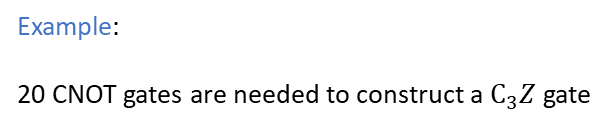 Example:
20 CNOT gates are needed to construct a C₃Z gate